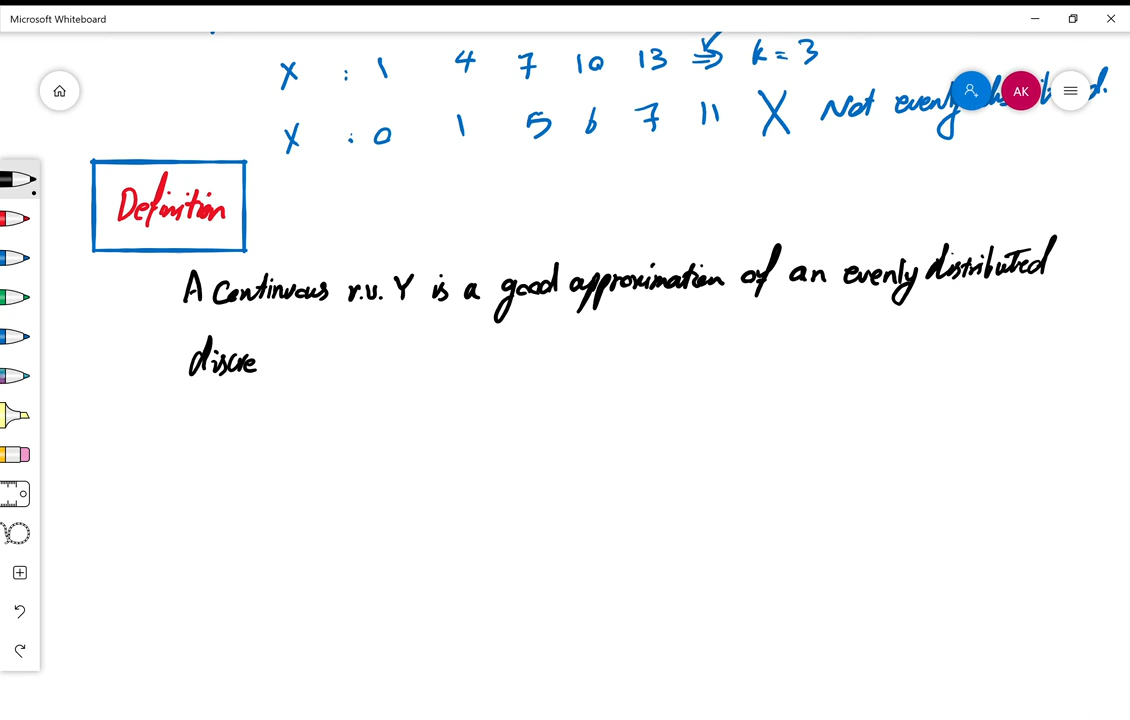 Microsoft Whiteboard
X : 1 4 7 10 13 k = 3
X : 0 1 5 6 7 11 X Not evenly
AK
Definition
A Continuous r.v. Y is a good approximation of an evenly distributed
discre